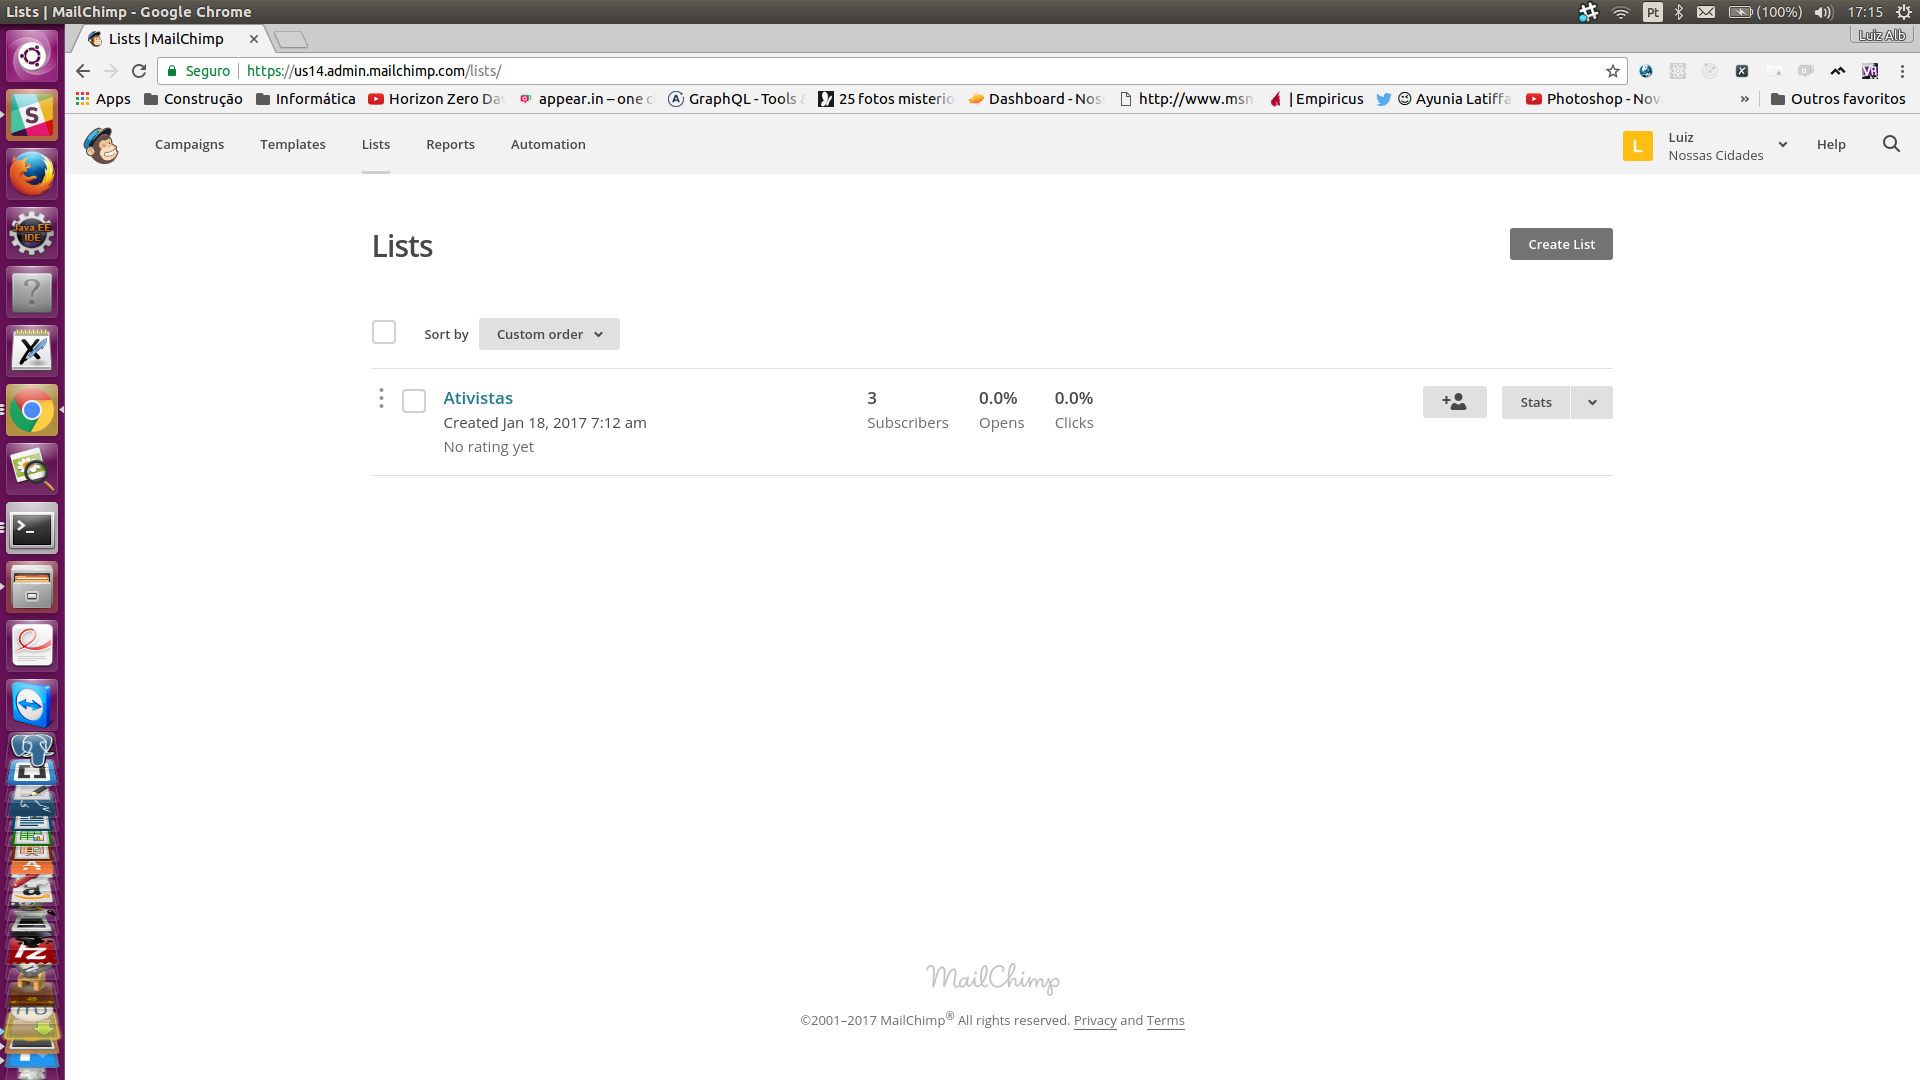 Lists | MailChimp - Google Chrome
Pt
(100%)
17:15
Lists | MailChimp
Luiz Alb
Seguro
https://us14.admin.mailchimp.com/lists/
Apps
Construção
Informática
Horizon Zero Da
appear.in – one c
GraphQL - Tools
25 fotos misterio
Dashboard - Nos
http://www.msn
| Empiricus
Ayunia Latiffa
Photoshop - Nov
»
Outros favoritos
Campaigns
Templates
Lists
Reports
Automation
L
Luiz
Nossas Cidades
Help
Lists
Create List
Sort by
Custom order
Ativistas
Created Jan 18, 2017 7:12 am
No rating yet
3
Subscribers
0.0%
Opens
0.0%
Clicks
Stats
Java EE
IDE
MailChimp
©2001–2017 MailChimp® All rights reserved. Privacy and Terms